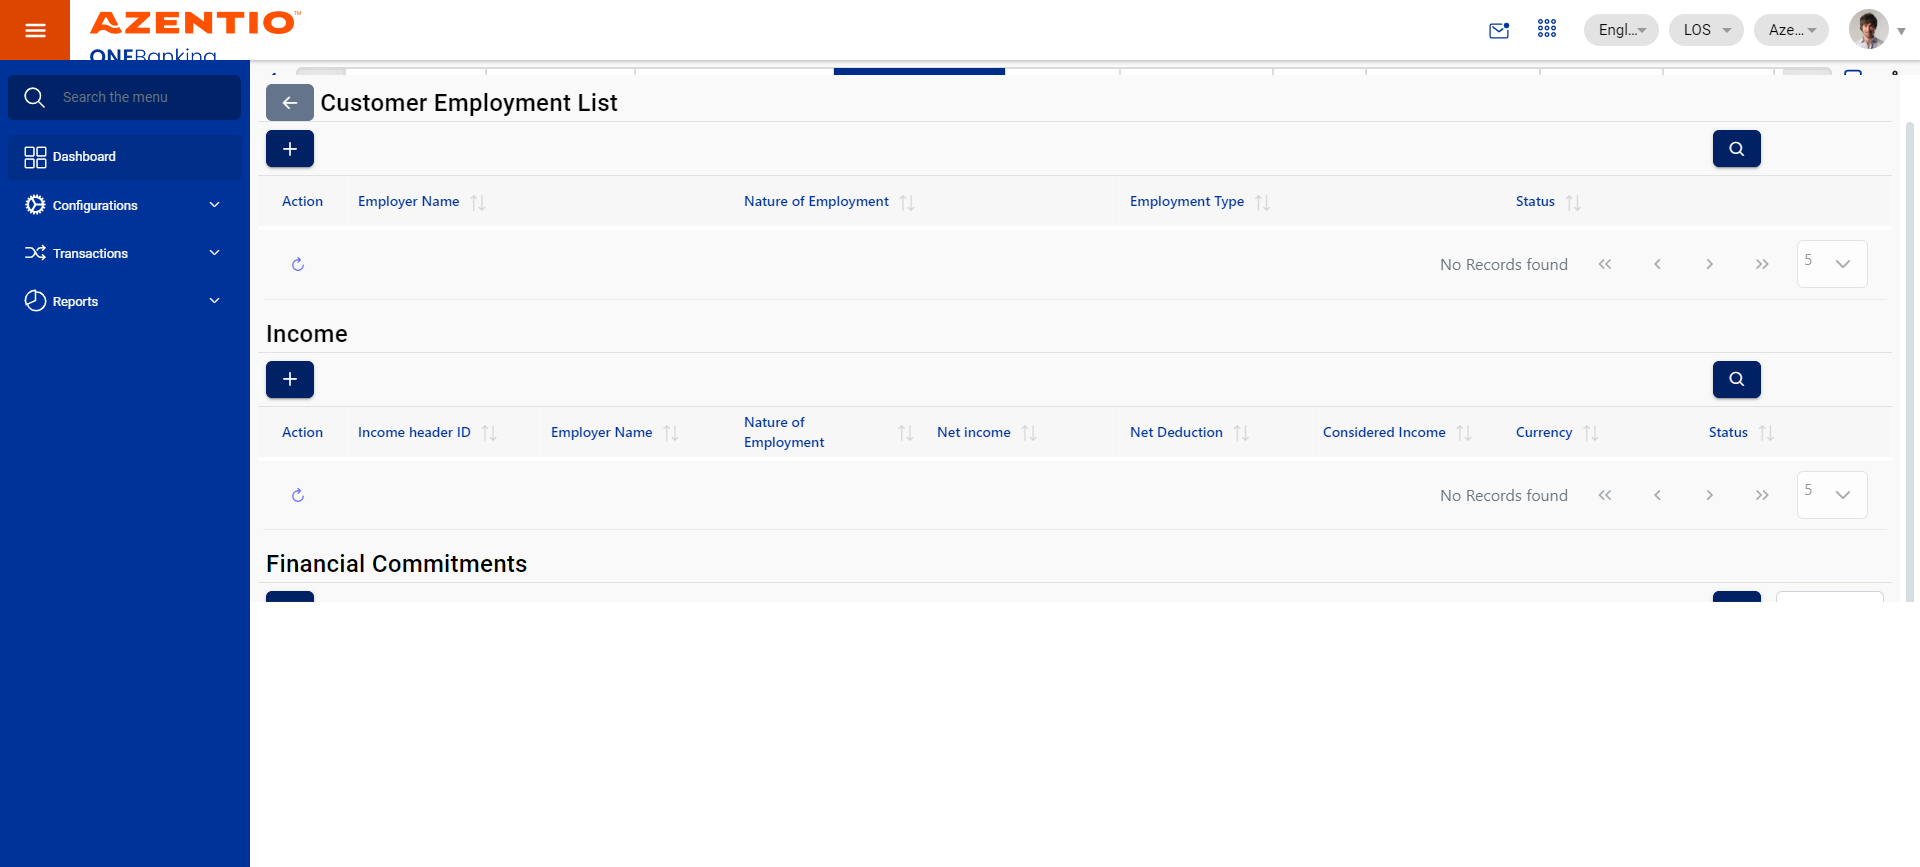 AZENTIO™
ONEBanking
Engl...
LOS
Aze...
Search the menu
Dashboard
Configurations
Transactions
Reports
Customer Employment List
Action
Employer Name
Nature of Employment
Employment Type
Status
No Records found
5
Income
Action
Income header ID
Employer Name
Nature of
Employment
Net income
Net Deduction
Considered Income
Currency
Status
No Records found
5
Financial Commitments